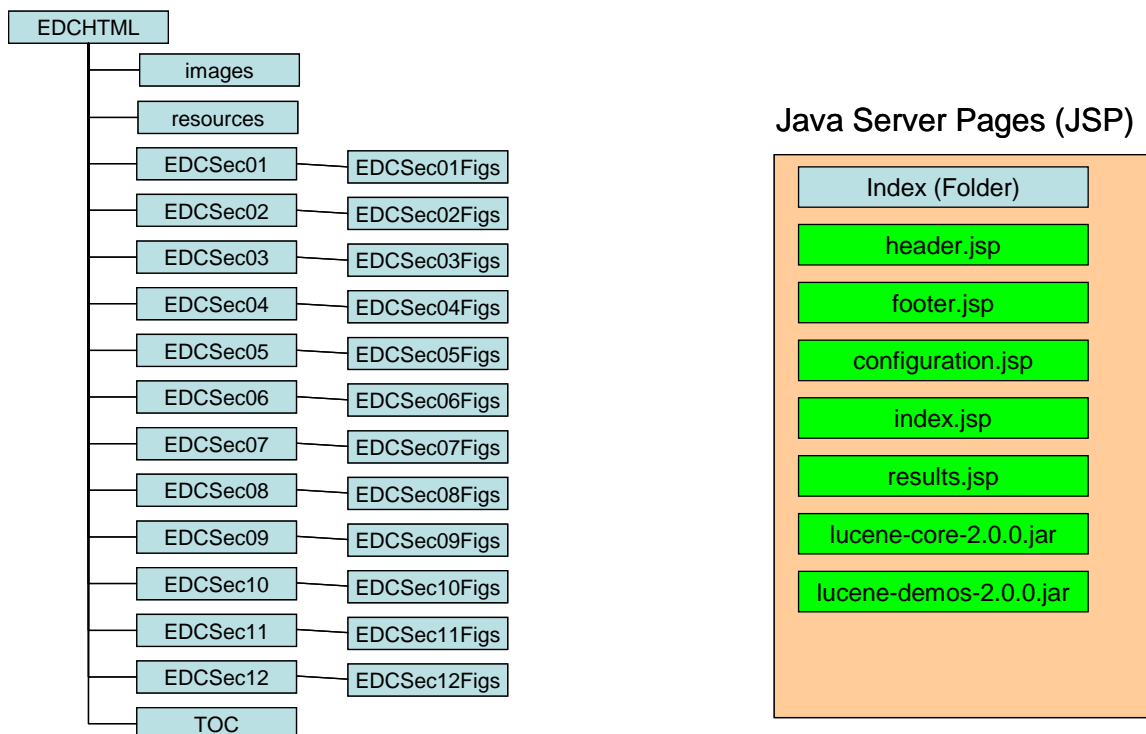 EDCHTML
images
resources
EDCSec01
EDCSec01Figs
EDCSec02
EDCSec02Figs
EDCSec03
EDCSec03Figs
EDCSec04
EDCSec04Figs
EDCSec05
EDCSec05Figs
EDCSec06
EDCSec06Figs
EDCSec07
EDCSec07Figs
EDCSec08
EDCSec08Figs
EDCSec09
EDCSec09Figs
EDCSec10
EDCSec10Figs
EDCSec11
EDCSec11Figs
EDCSec12
EDCSec12Figs
TOC
Java Server Pages (JSP)
Index (Folder)
header.jsp
footer.jsp
configuration.jsp
index.jsp
results.jsp
lucene-core-2.0.0.jar
lucene-demos-2.0.0.jar